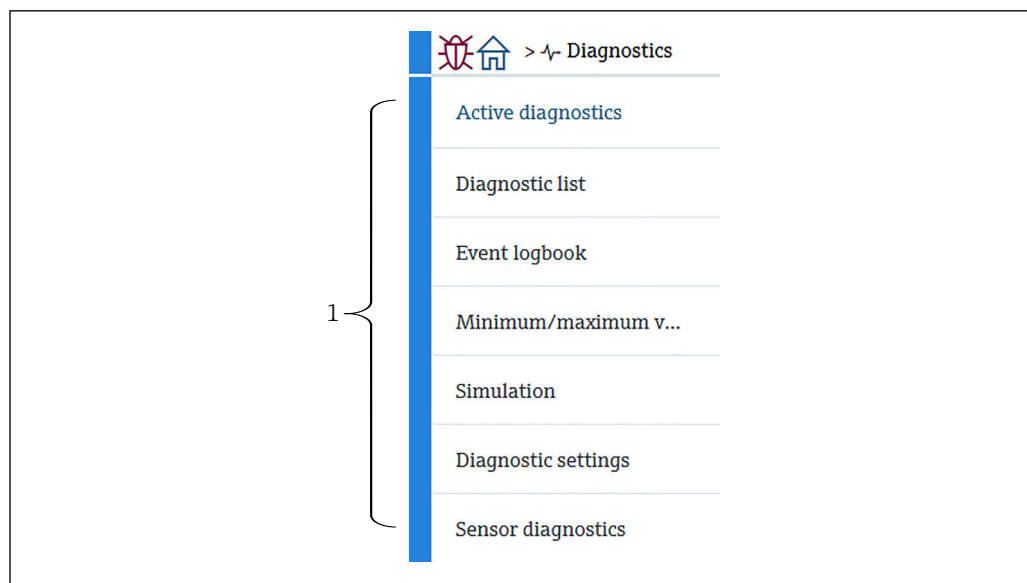 > Diagnostics
Active diagnostics
Diagnostic list
Event logbook
1
Minimum/maximum v...
Simulation
Diagnostic settings
Sensor diagnostics